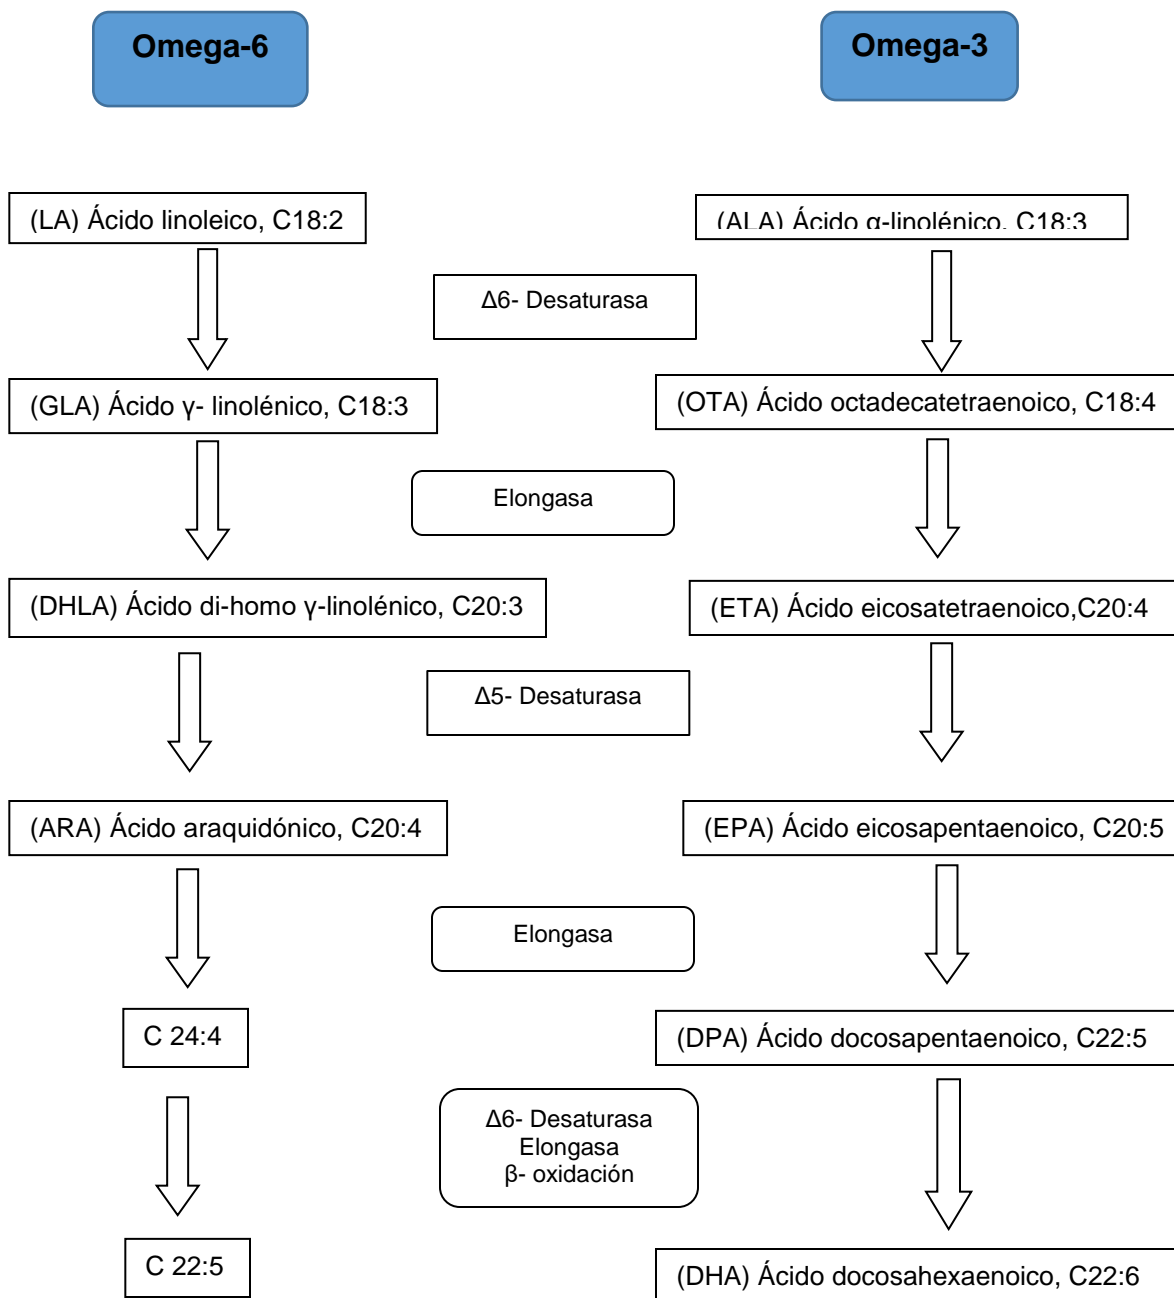 Omega-6
Omega-3
(LA) Ácido linoleico, C18:2
(ALA) Ácido α-linolénico, C18:3
Δ6- Desaturasa
(GLA) Ácido γ- linolénico, C18:3
(OTA) Ácido octadecatetraenoico, C18:4
Elongasa
(DHLA) Ácido di-homo γ-linolénico, C20:3
(ETA) Ácido eicosatetraenoico,C20:4
Δ5- Desaturasa
(ARA) Ácido araquidónico, C20:4
(EPA) Ácido eicosapentaenoico, C20:5
Elongasa
C 24:4
(DPA) Ácido docosapentaenoico, C22:5
Δ6- Desaturasa
Elongasa
β- oxidación
C 22:5
(DHA) Ácido docosahexaenoico, C22:6